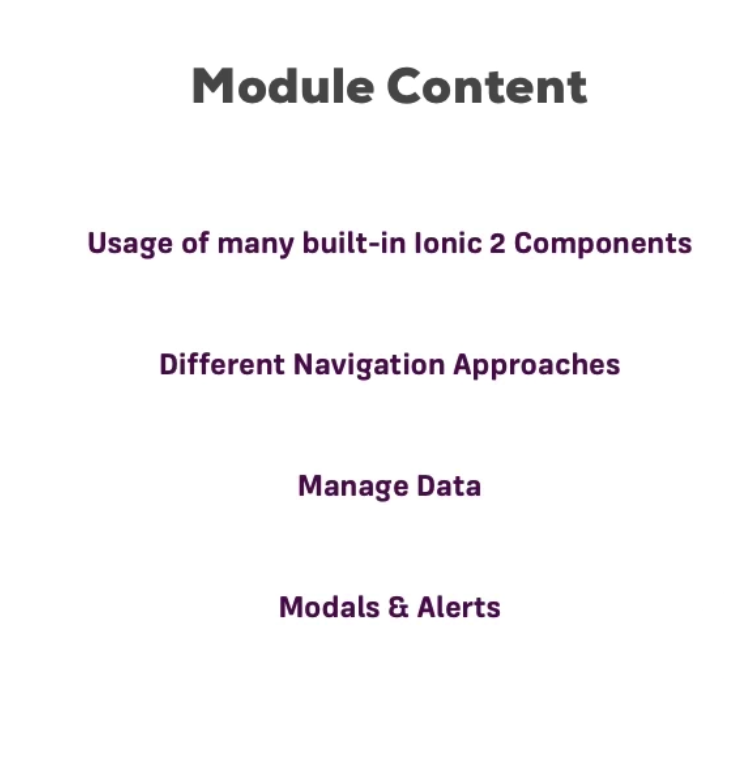 Module Content
Usage of many built-in Ionic 2 Components
Different Navigation Approaches
Manage Data
Modals & Alerts